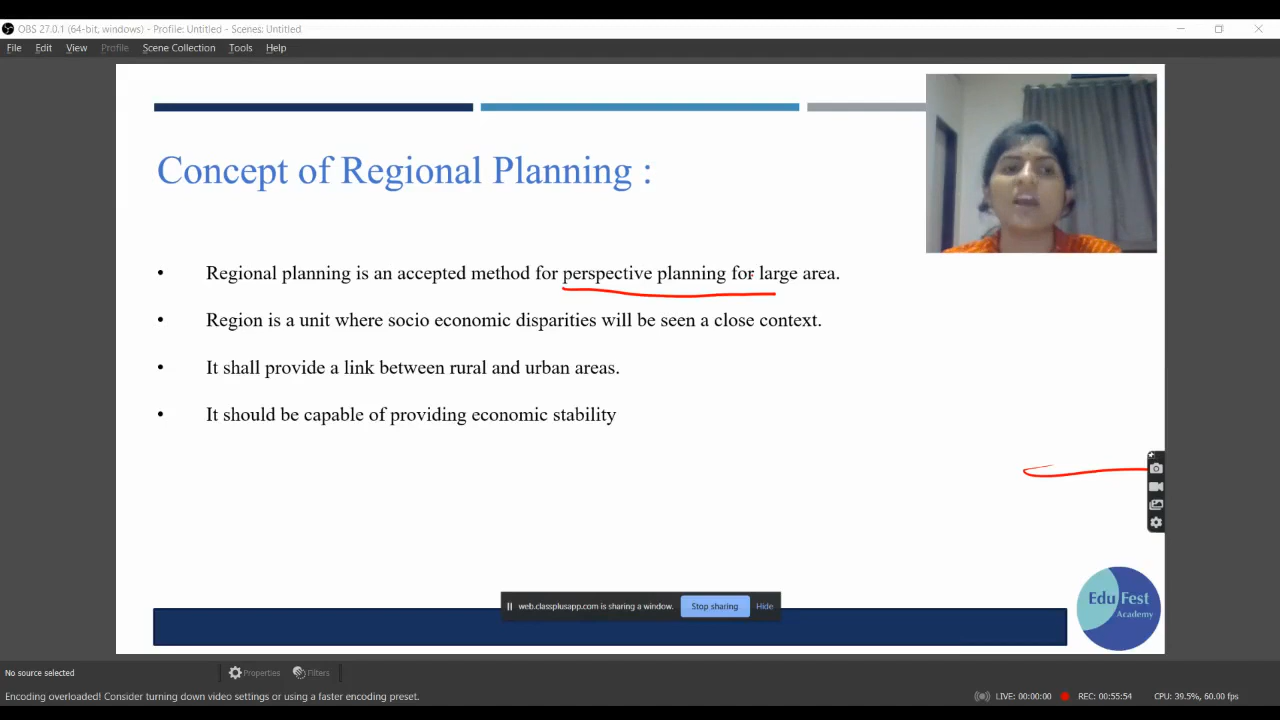 OBS 27.0.1 (64-bit, windows) - Profile: Untitled - Scenes: Untitled
File Edit View Profile Scene Collection Tools Help
Concept of Regional Planning :
• Regional planning is an accepted method for perspective planning for large area.
• Region is a unit where socio economic disparities will be seen a close context.
• It shall provide a link between rural and urban areas.
• It should be capable of providing economic stability
web.classplusapp.com is sharing a window. Stop sharing Hide
Edu Fest
Academy
No source selected Properties Filters
Encoding overloaded! Consider turning down video settings or using a faster encoding preset. LIVE: 00:00:00 REC: 00:55:54 CPU: 39.5%, 60.00 fps